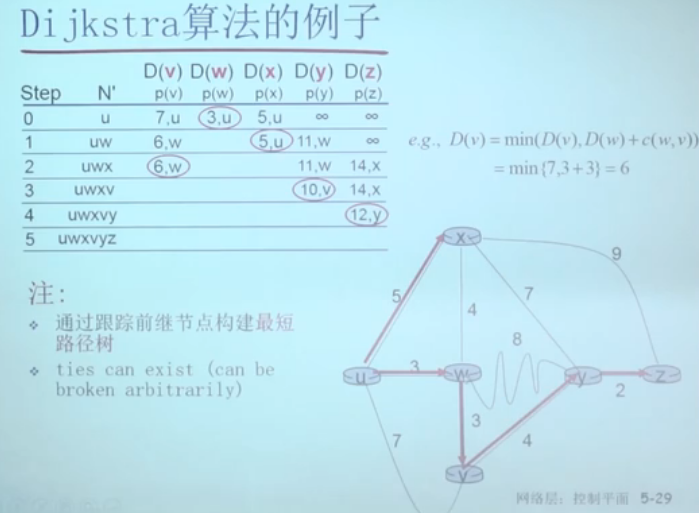 Dijkstra算法的例子
D(v) D(w) D(x) D(y) D(z)
Step N' p(v) p(w) p(x) p(y) p(z)
0 u 7,u 3,u 5,u ∞ ∞
1 uw 6,w 5,u 11,w ∞
2 uwx 6,w 11,w 14,x
3 uwxv 10,v 14,x
4 uwxvy 12,y
5 uwxvyz
e.g., D(v) = min(D(v), D(w) + c(w,v))
= min{7,3+3} = 6
注:
通过跟踪前继节点构建最短
路径树
ties can exist (can be
broken arbitrarily)
x
9
5
4
7
8
u
3
w
y
z
2
3
7
4
v
网络层: 控制平面 5-29